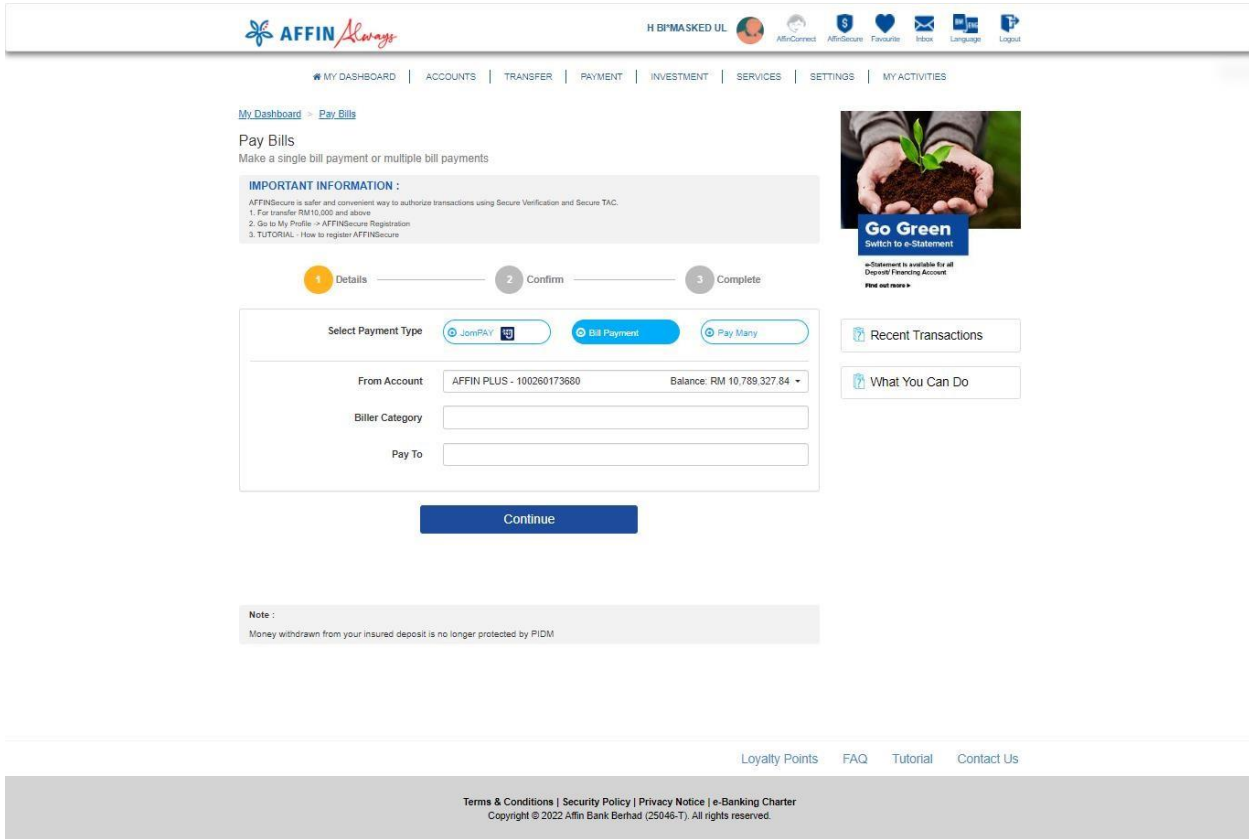 AFFIN Always
H BI*MASKED UL
AffinConnect
AffinSecure
Favourite
Inbox
BM ENG
Language
Logout
MY DASHBOARD | ACCOUNTS | TRANSFER | PAYMENT | INVESTMENT | SERVICES | SETTINGS | MY ACTIVITIES
My Dashboard > Pay Bills
Pay Bills
Make a single bill payment or multiple bill payments
IMPORTANT INFORMATION :
AFFINSecure is safer and convenient way to authorize transactions using Secure Verification and Secure TAC.
1. For transfer RM10,000 and above
2. Go to My Profile -> AFFINSecure Registration
3. TUTORIAL - How to register AFFINSecure
1 Details
2 Confirm
3 Complete
Select Payment Type
JomPAY
Bill Payment
Pay Many
From Account
AFFIN PLUS - 100260173680 Balance: RM 10,789,327.84
Biller Category
Pay To
Continue
Note :
Money withdrawn from your insured deposit is no longer protected by PIDM
Go Green
Switch to e-Statement
e-Statement is available for all
Deposit/ Financing Account
Find out more
Recent Transactions
What You Can Do
Loyalty Points FAQ Tutorial Contact Us
Terms & Conditions | Security Policy | Privacy Notice | e-Banking Charter
Copyright © 2022 Affin Bank Berhad (25046-T). All rights reserved.